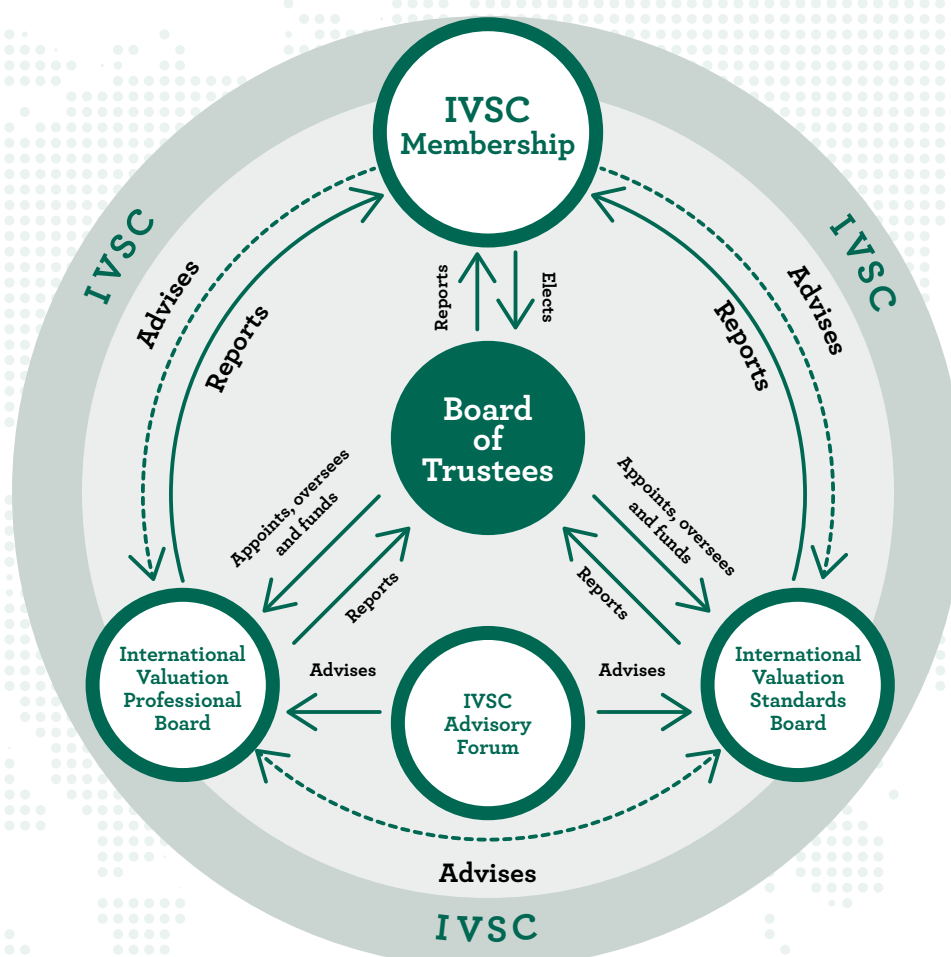 IVSC
Membership
IVSC
IVSC
Advises
Reports
Reports
Elects
Reports
Advises
Board
of
Trustees
Appoints, oversees
and funds
Reports
Appoints, oversees
and funds
Reports
International
Valuation
Professional
Board
Advises
IVSC
Advisory
Forum
Advises
International
Valuation
Standards
Board
Advises
IVSC